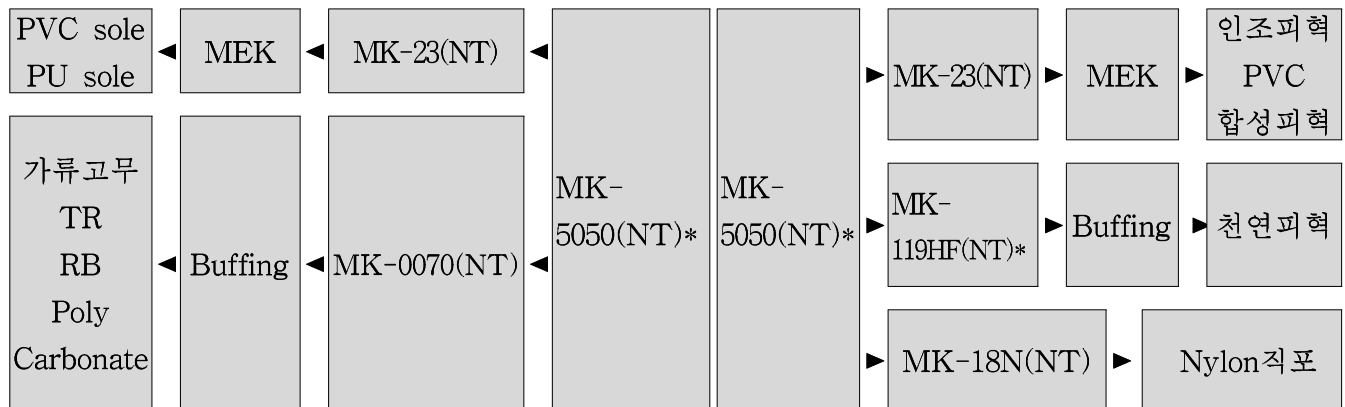 PVC sole
PU sole
MEK
MK-23(NT)
가류고무
TR
RB
Poly
Carbonate
Buffing
MK-0070(NT)
MK-
5050(NT)*
MK-
5050(NT)*
MK-23(NT)
MEK
인조피혁
PVC
합성피혁
MK-
119HF(NT)*
Buffing
천연피혁
MK-18N(NT)
Nylon직포